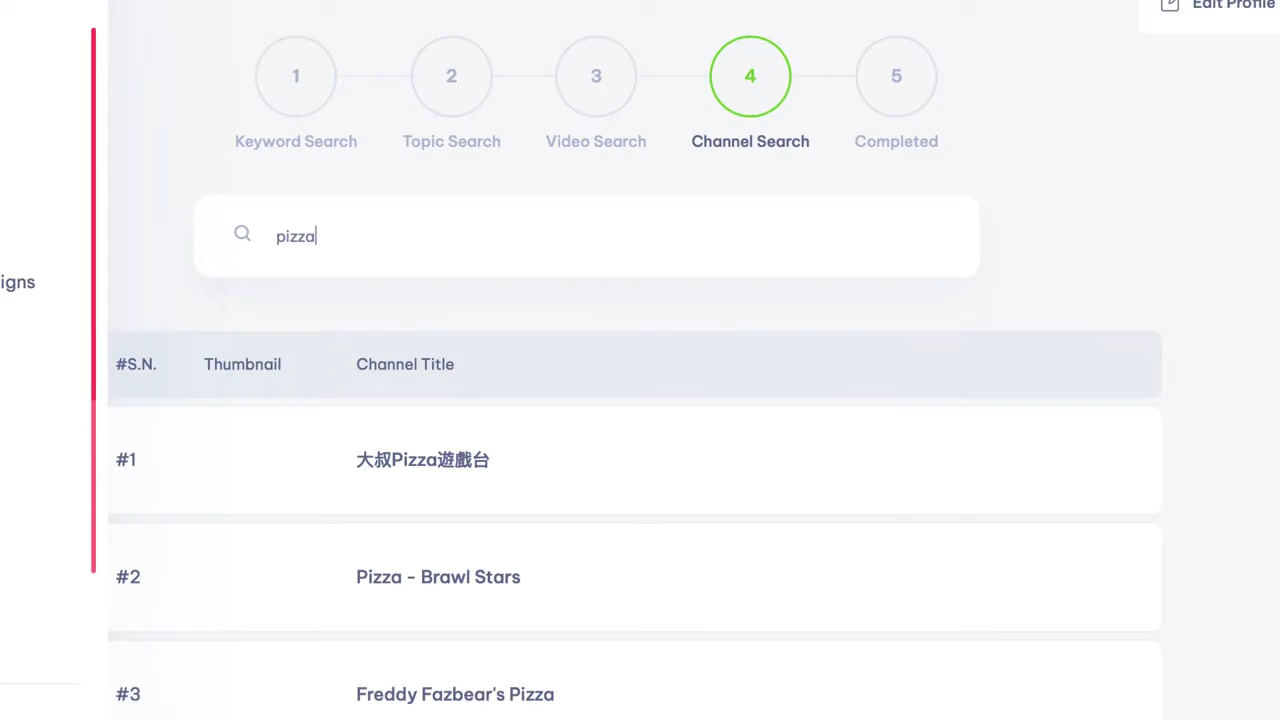 Edit Profile
1
2
3
4
5
Keyword Search
Topic Search
Video Search
Channel Search
Completed
pizza
igns
#S.N.
Thumbnail
Channel Title
#1
大叔Pizza遊戲台
#2
Pizza - Brawl Stars
#3
Freddy Fazbear's Pizza